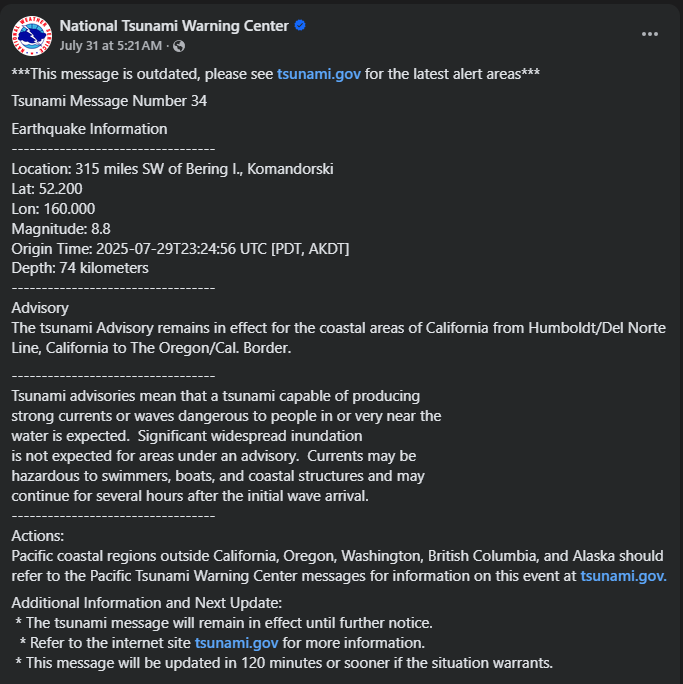 National Tsunami Warning Center
July 31 at 5:21 AM ·
***This message is outdated, please see tsunami.gov for the latest alert areas***
Tsunami Message Number 34
Earthquake Information
----------------------------------
Location: 315 miles SW of Bering I., Komandorski
Lat: 52.200
Lon: 160.000
Magnitude: 8.8
Origin Time: 2025-07-29T23:24:56 UTC [PDT, AKDT]
Depth: 74 kilometers
----------------------------------
Advisory
The tsunami Advisory remains in effect for the coastal areas of California from Humboldt/Del Norte
Line, California to The Oregon/Cal. Border.
----------------------------------
Tsunami advisories mean that a tsunami capable of producing
strong currents or waves dangerous to people in or very near the
water is expected.  Significant widespread inundation
is not expected for areas under an advisory.  Currents may be
hazardous to swimmers, boats, and coastal structures and may
continue for several hours after the initial wave arrival.
----------------------------------
Actions:
Pacific coastal regions outside California, Oregon, Washington, British Columbia, and Alaska should
refer to the Pacific Tsunami Warning Center messages for information on this event at tsunami.gov.
Additional Information and Next Update:
* The tsunami message will remain in effect until further notice.
* Refer to the internet site tsunami.gov for more information.
* This message will be updated in 120 minutes or sooner if the situation warrants.